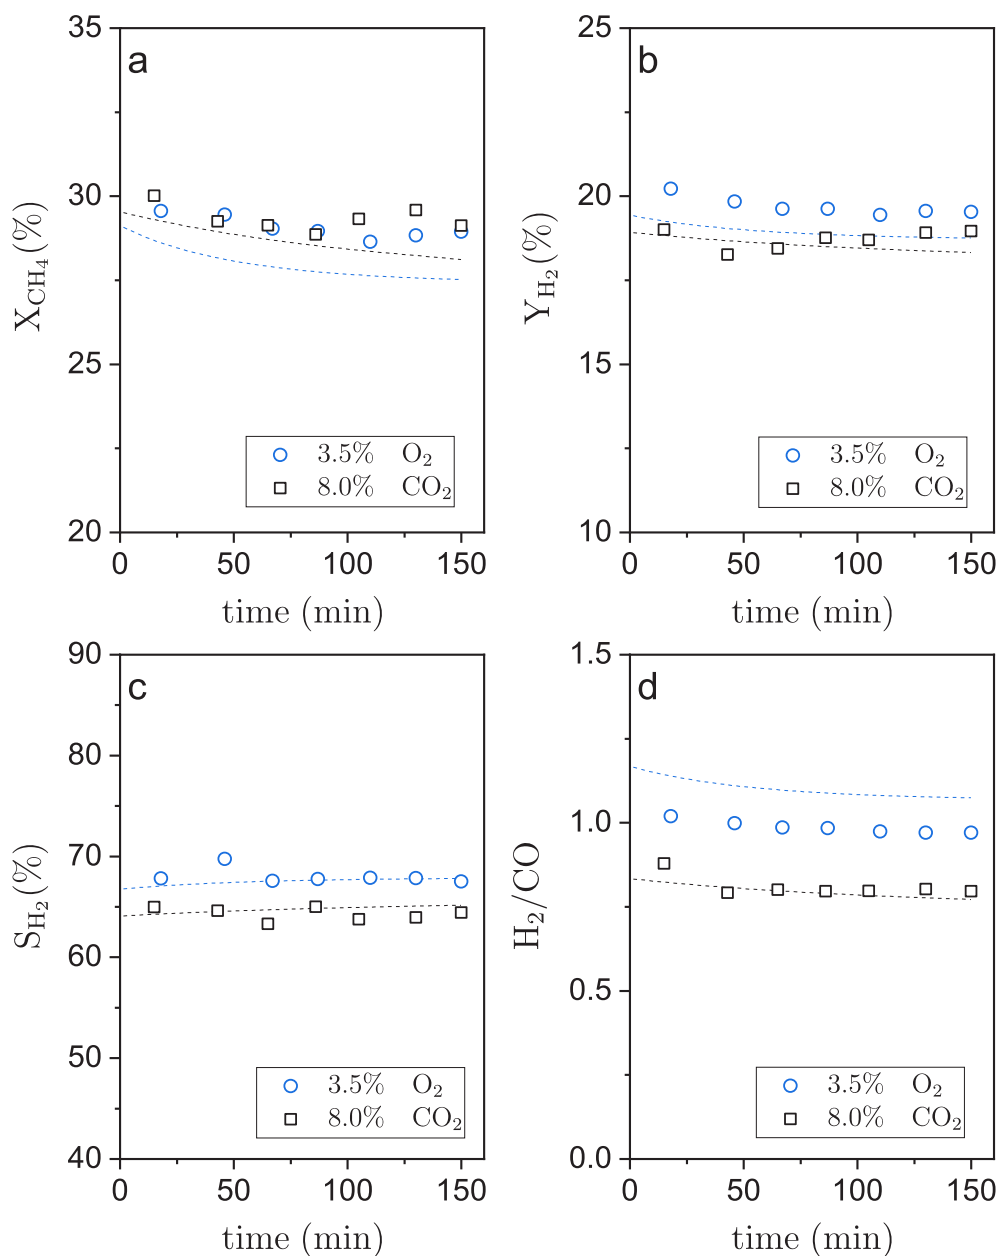 a
35
30
25
20
X_CH₄(%)
0 50 100 150
time (min)
3.5% O₂
8.0% CO₂
b
25
20
15
10
Y_H₂(%)
0 50 100 150
time (min)
3.5% O₂
8.0% CO₂
c
90
80
70
60
50
40
S_H₂(%)
0 50 100 150
time (min)
3.5% O₂
8.0% CO₂
d
1.5
1.0
0.5
0.0
H₂/CO
0 50 100 150
time (min)
3.5% O₂
8.0% CO₂